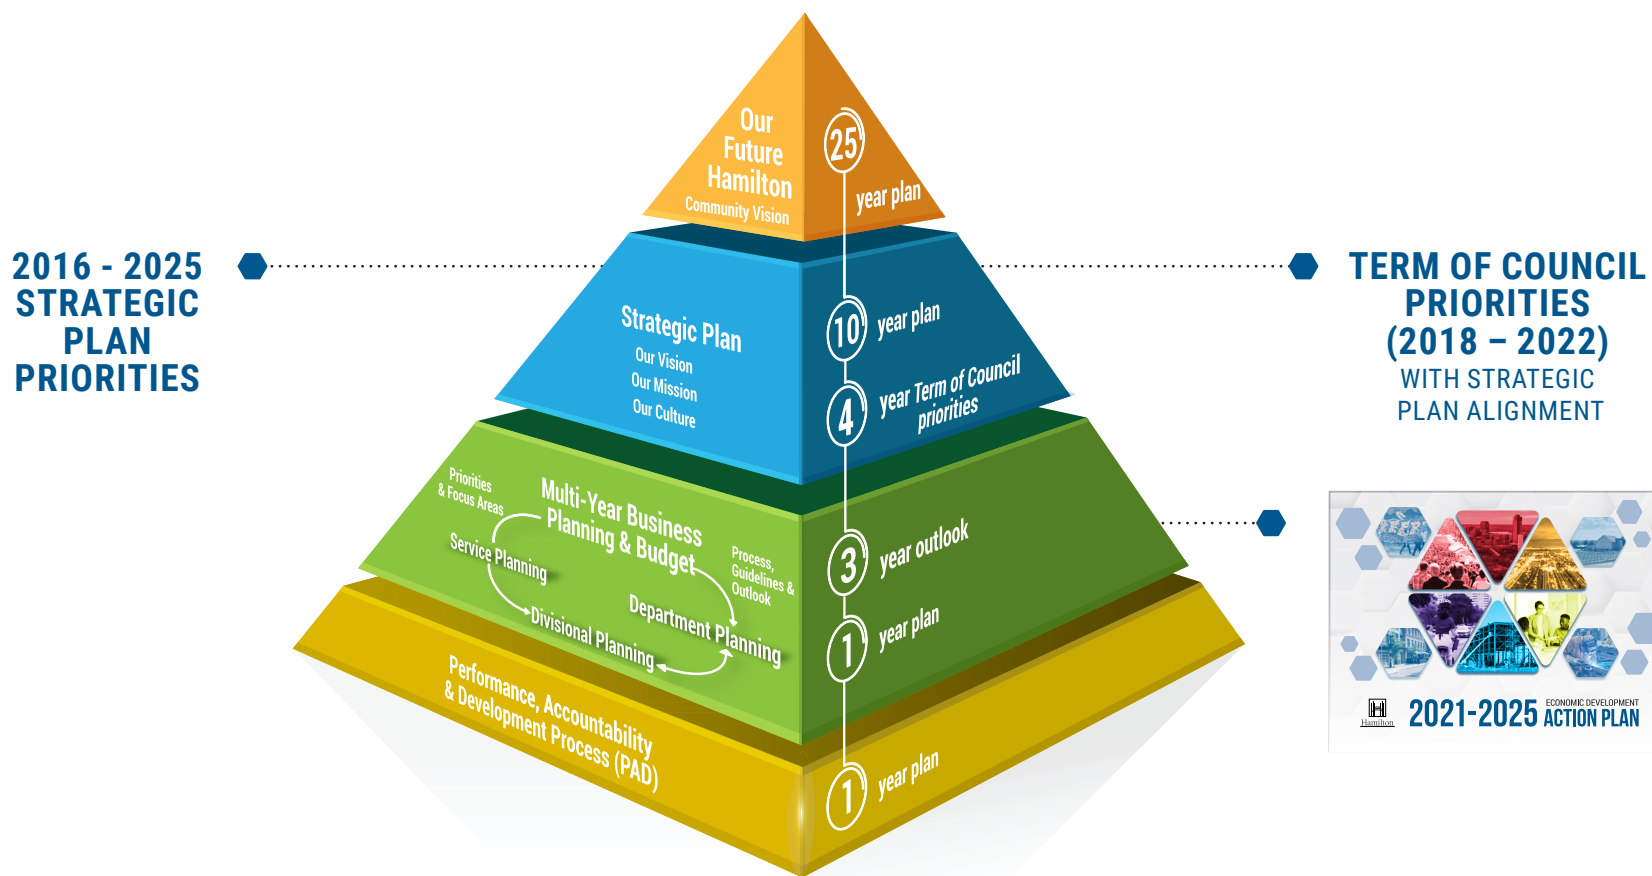 Our
Future
Hamilton
Community Vision
25
year plan
2016 - 2025
STRATEGIC
PLAN
PRIORITIES
TERM OF COUNCIL
PRIORITIES
(2018 – 2022)
WITH STRATEGIC
PLAN ALIGNMENT
Strategic Plan
Our Vision
Our Mission
Our Culture
10
year plan
4
year Term of Council
priorities
Priorities
& Focus Areas
Multi-Year Business
Planning & Budget
Process,
Guidelines &
Outlook
Service Planning
Department Planning
Divisional Planning
3
year outlook
1
year plan
Performance, Accountability
& Development Process (PAD)
1
year plan
Hamilton
2021-2025
ECONOMIC DEVELOPMENT
ACTION PLAN